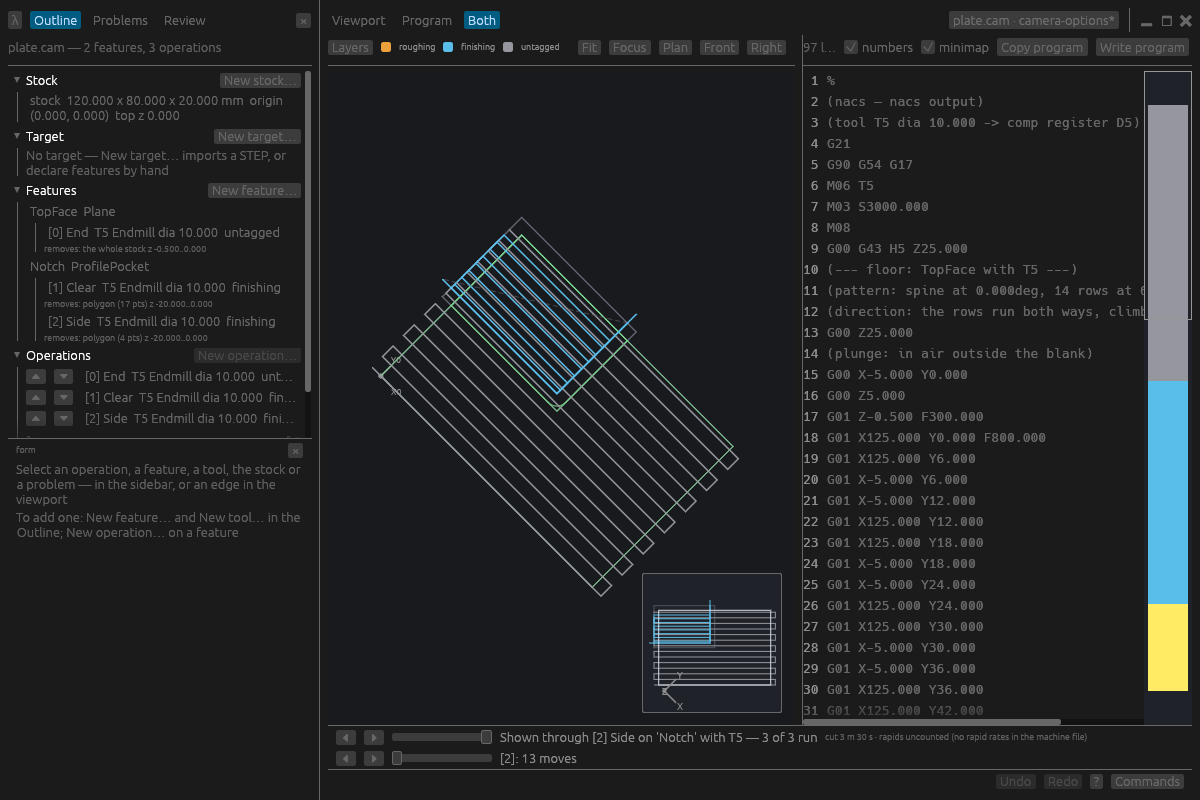 λ Outline Problems Review ×
plate.cam — 2 features, 3 operations
Stock New stock…
stock 120.000 x 80.000 x 20.000 mm origin
(0.000, 0.000) top z 0.000
Target New target…
No target — New target… imports a STEP, or
declare features by hand
Features New feature…
TopFace Plane
[0] End T5 Endmill dia 10.000 untagged
removes: the whole stock z -0.500..0.000
Notch ProfilePocket
[1] Clear T5 Endmill dia 10.000 finishing
removes: polygon (17 pts) z -20.000..0.000
[2] Side T5 Endmill dia 10.000 finishing
removes: polygon (4 pts) z -20.000..0.000
Operations New operation…
[0] End T5 Endmill dia 10.000 unt…
[1] Clear T5 Endmill dia 10.000 fin…
[2] Side T5 Endmill dia 10.000 fini…
form ×
Select an operation, a feature, a tool, the stock or
a problem — in the sidebar, or an edge in the
viewport
To add one: New feature… and New tool… in the
Outline; New operation… on a feature
Viewport Program Both
plate.cam · camera-options*
Layers roughing finishing untagged Fit Focus Plan Front Right
97 l… numbers minimap Copy program Write program
Y0
X0
Y
Z
X
1 %
2 (nacs — nacs output)
3 (tool T5 dia 10.000 -> comp register D5)
4 G21
5 G90 G54 G17
6 M06 T5
7 M03 S3000.000
8 M08
9 G00 G43 H5 Z25.000
10 (--- floor: TopFace with T5 ---)
11 (pattern: spine at 0.000deg, 14 rows at 6
12 (direction: the rows run both ways, climb
13 G00 Z25.000
14 (plunge: in air outside the blank)
15 G00 X-5.000 Y0.000
16 G00 Z5.000
17 G01 Z-0.500 F300.000
18 G01 X125.000 Y0.000 F800.000
19 G01 X125.000 Y6.000
20 G01 X-5.000 Y6.000
21 G01 X-5.000 Y12.000
22 G01 X125.000 Y12.000
23 G01 X125.000 Y18.000
24 G01 X-5.000 Y18.000
25 G01 X-5.000 Y24.000
26 G01 X125.000 Y24.000
27 G01 X125.000 Y30.000
28 G01 X-5.000 Y30.000
29 G01 X-5.000 Y36.000
30 G01 X125.000 Y36.000
31 G01 X125.000 Y42.000
Shown through [2] Side on 'Notch' with T5 — 3 of 3 run cut 3 m 30 s · rapids uncounted (no rapid rates in the machine file)
[2]: 13 moves
Undo Redo ? Commands